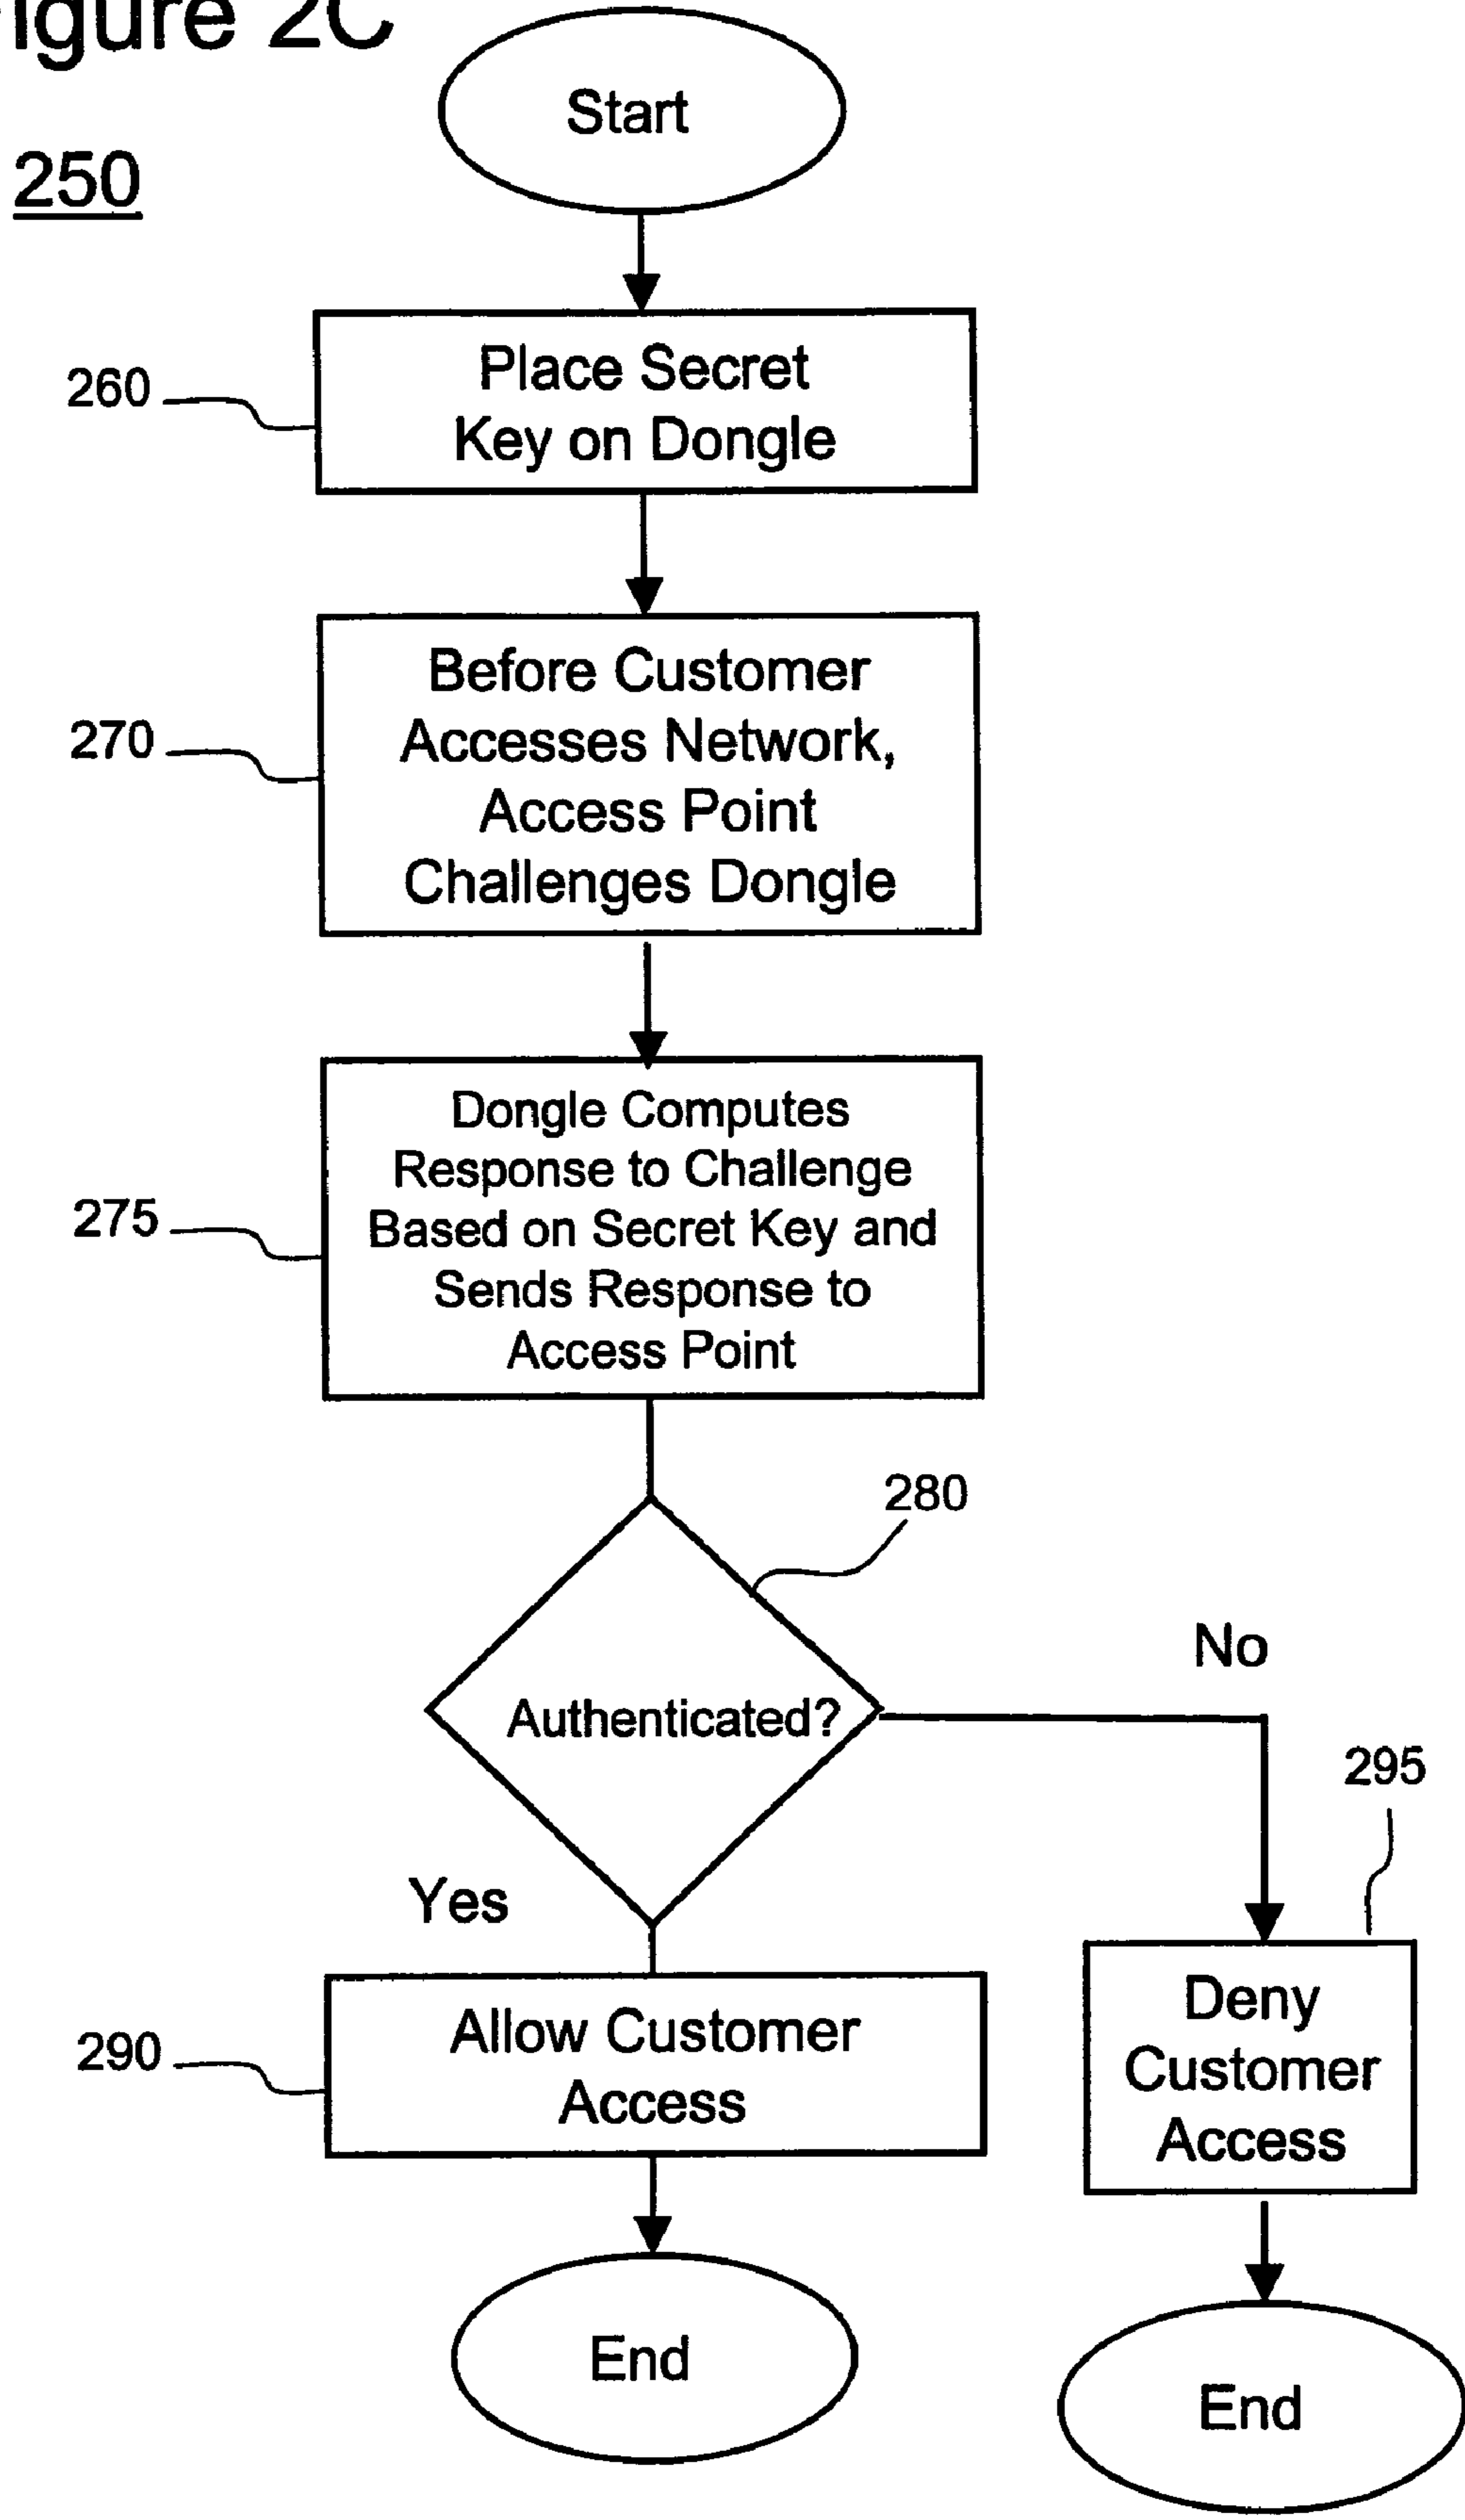 Figure 2C
250
Start
260
Place Secret
Key on Dongle
270
Before Customer
Accesses Network,
Access Point
Challenges Dongle
275
Dongle Computes
Response to Challenge
Based on Secret Key and
Sends Response to
Access Point
280
Authenticated?
No
295
Yes
290
Allow Customer
Access
Deny
Customer
Access
End
End